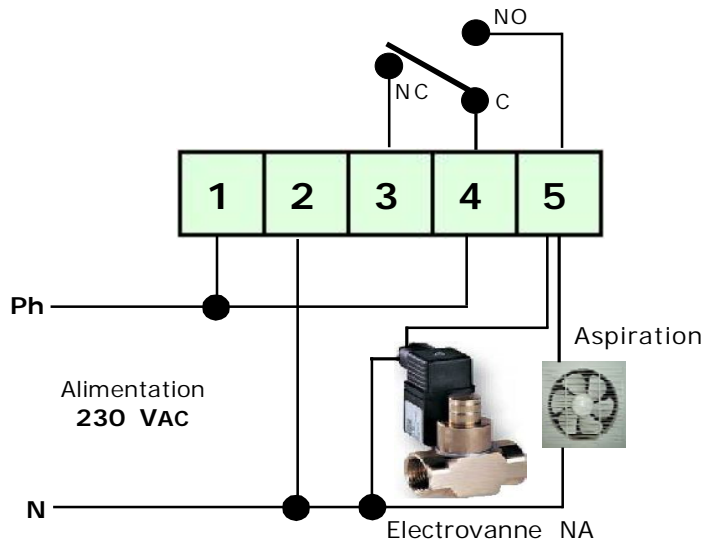 NO
NC
C
1 2 3 4 5
Ph
Aspiration
Alimentation
230 VAC
N
Electrovanne NA